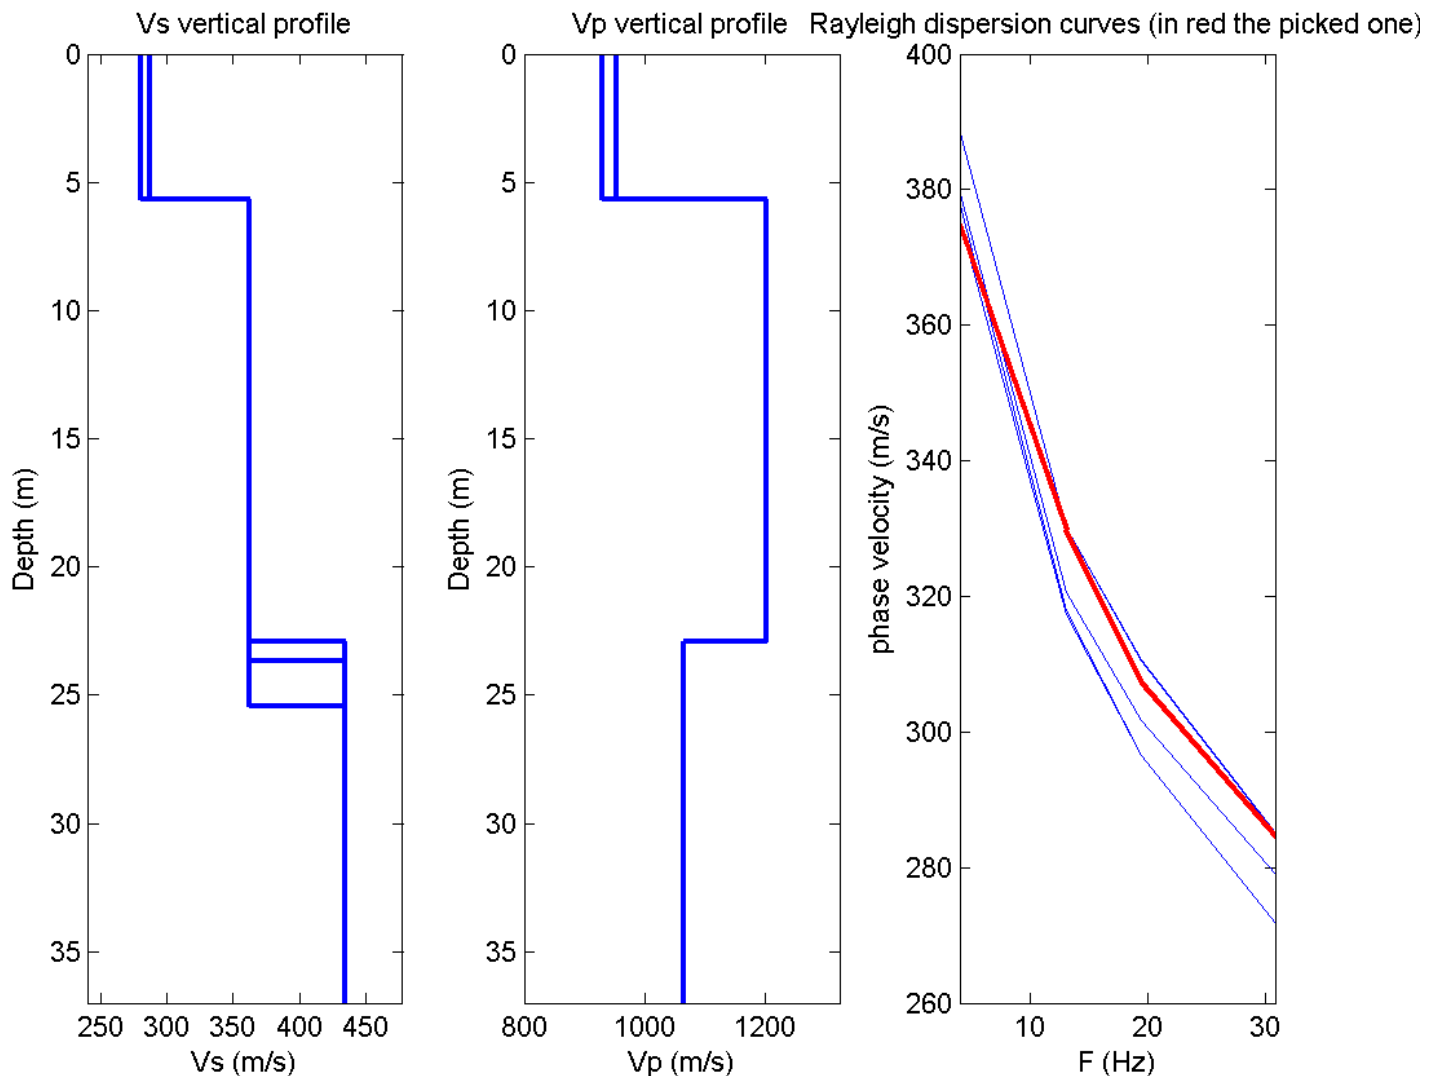 Vs vertical profile
0
5
10
15
20
25
30
35
Depth (m)
250 300 350 400 450
Vs (m/s)
Vp vertical profile
0
5
10
15
20
25
30
35
Depth (m)
800 1000 1200
Vp (m/s)
Rayleigh dispersion curves (in red the picked one)
400
380
360
340
320
300
280
260
phase velocity (m/s)
10 20 30
F (Hz)